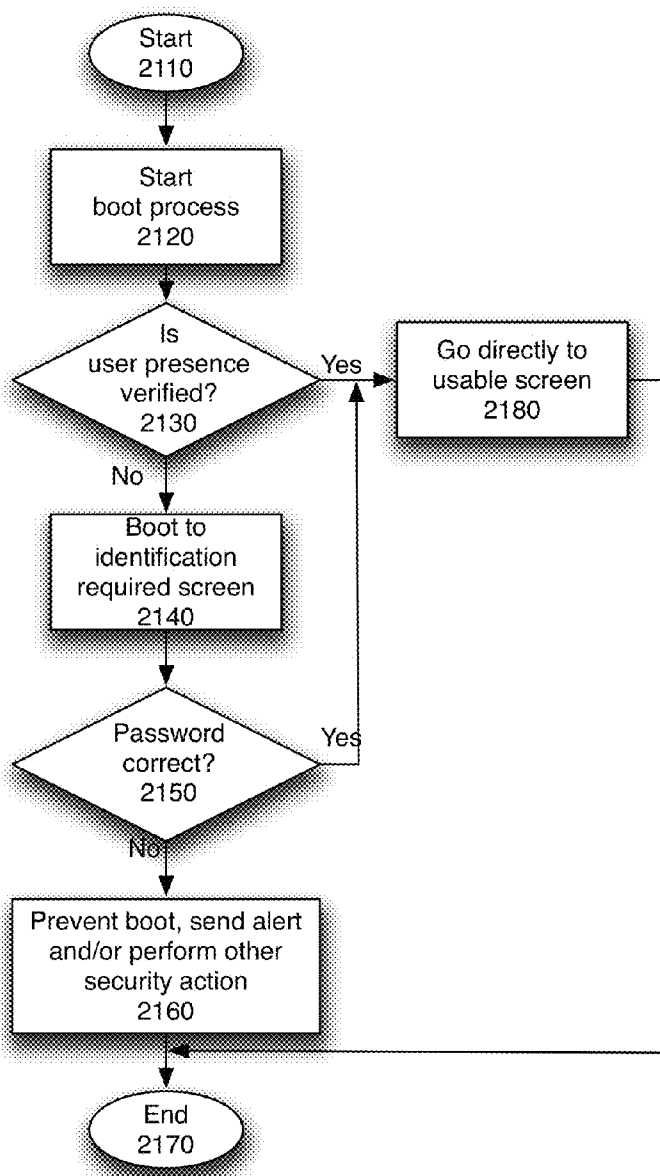 Start
2110
Start
boot process
2120
Is
user presence
verified?
2130
Yes
Go directly to
usable screen
2180
No
Boot to
identification
required screen
2140
Password
correct?
2150
Yes
No
Prevent boot, send alert
and/or perform other
security action
2160
End
2170